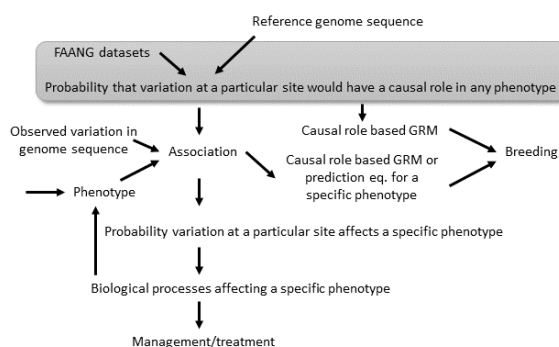 Reference genome sequence
FAANG datasets
Probability that variation at a particular site would have a causal role in any phenotype
Observed variation in
genome sequence
Association
Causal role based GRM
Breeding
Causal role based GRM or
prediction eq. for a
specific phenotype
Phenotype
Probability variation at a particular site affects a specific phenotype
Biological processes affecting a specific phenotype
Management/treatment